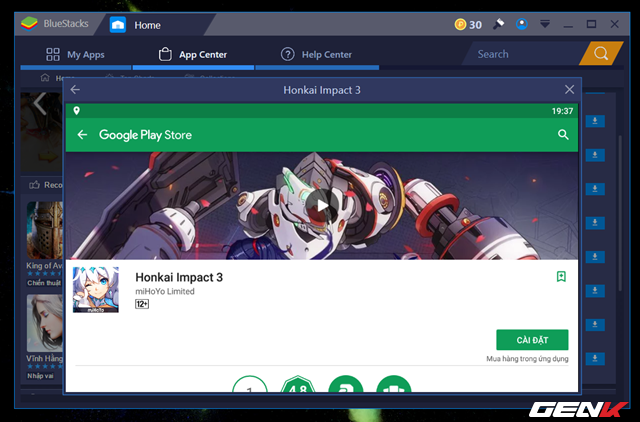 BlueStacks
Home
30
My Apps
App Center
Help Center
Search
Honkai Impact 3
19:37
Google Play Store
Honkai Impact 3
miHoYo Limited
12+
miHoYo
CÀI ĐẶT
Mua hàng trong ứng dụng
4,8
Reco
King of Av
Chiến thuật
Vĩnh Hằng
Nhập vai
GENK